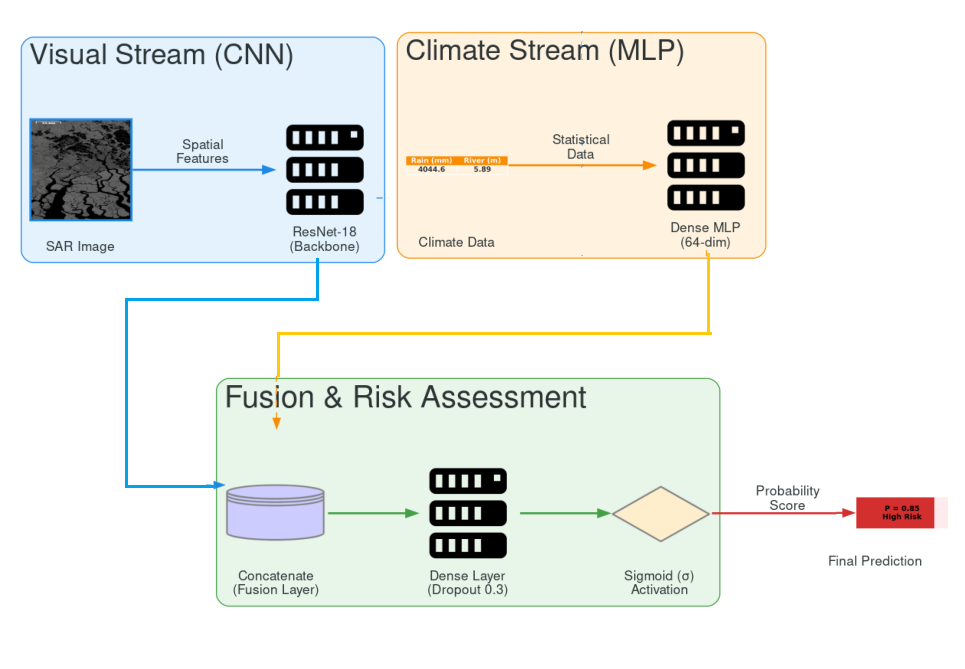 Visual Stream (CNN)
Spatial
Features
SAR Image
ResNet-18
(Backbone)
Climate Stream (MLP)
Rain (mm) River (m)
4044.6 5.89
Statistical
Data
Climate Data
Dense MLP
(64-dim)
Fusion & Risk Assessment
Concatenate
(Fusion Layer)
Dense Layer
(Dropout 0.3)
Sigmoid (σ)
Activation
Probability
Score
P = 0.85
High Risk
Final Prediction